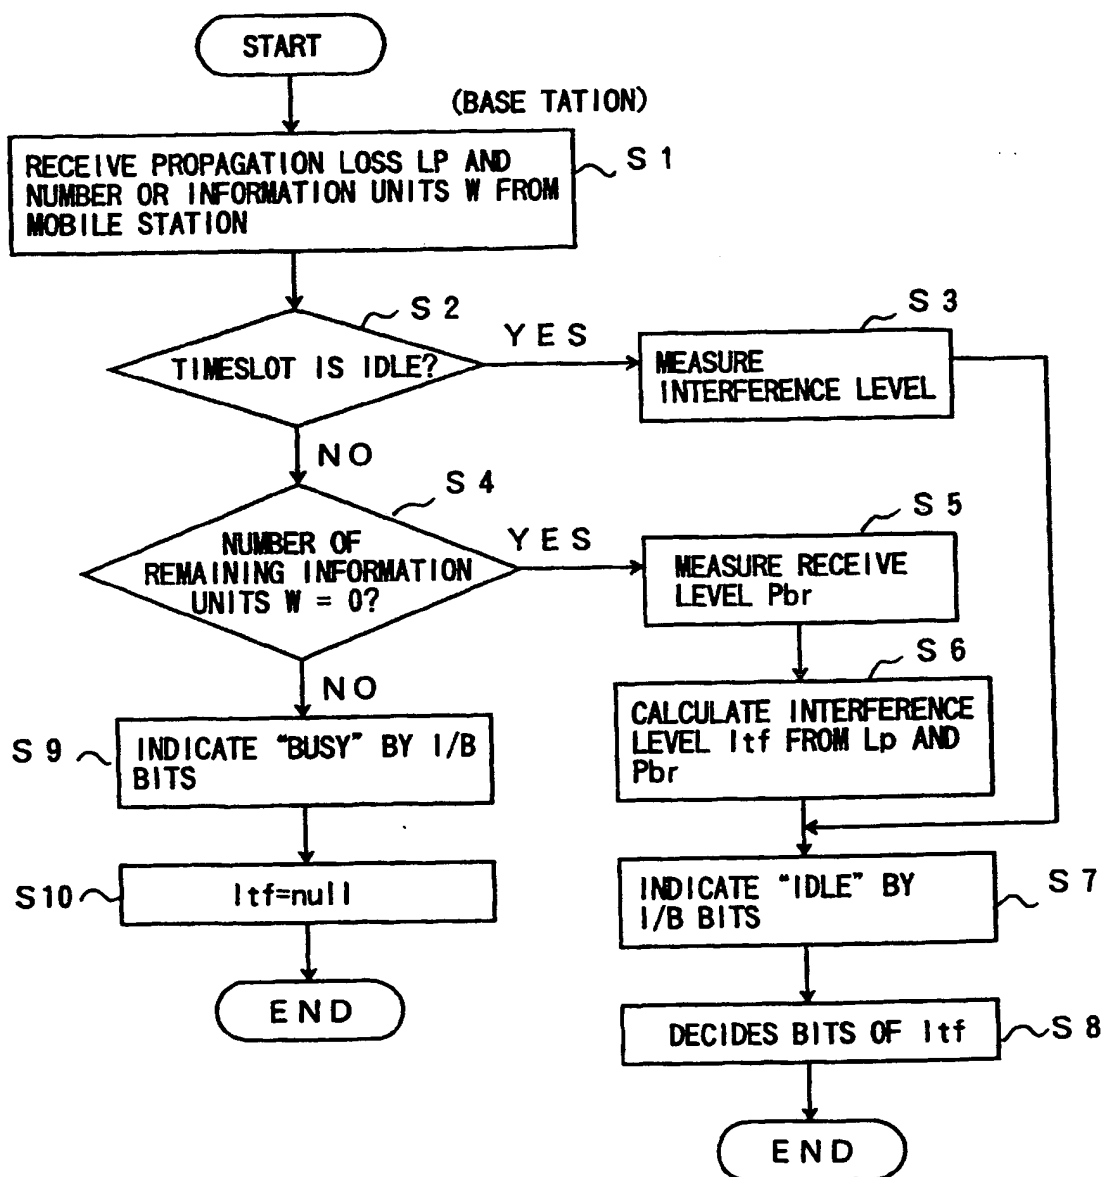 START
(BASE TATION)
RECEIVE PROPAGATION LOSS LP AND
NUMBER OR INFORMATION UNITS W FROM
MOBILE STATION
S 1
S 2
TIMESLOT IS IDLE?
YES
S 3
MEASURE
INTERFERENCE LEVEL
NO
S 4
NUMBER OF
REMAINING INFORMATION
UNITS W = 0?
YES
S 5
MEASURE RECEIVE
LEVEL Pbr
S 6
CALCULATE INTERFERENCE
LEVEL Itf FROM Lp AND
Pbr
NO
S 9
INDICATE "BUSY" BY I/B
BITS
S10
Itf=null
END
INDICATE "IDLE" BY
I/B BITS
S 7
DECIDES BITS OF Itf
S 8
END